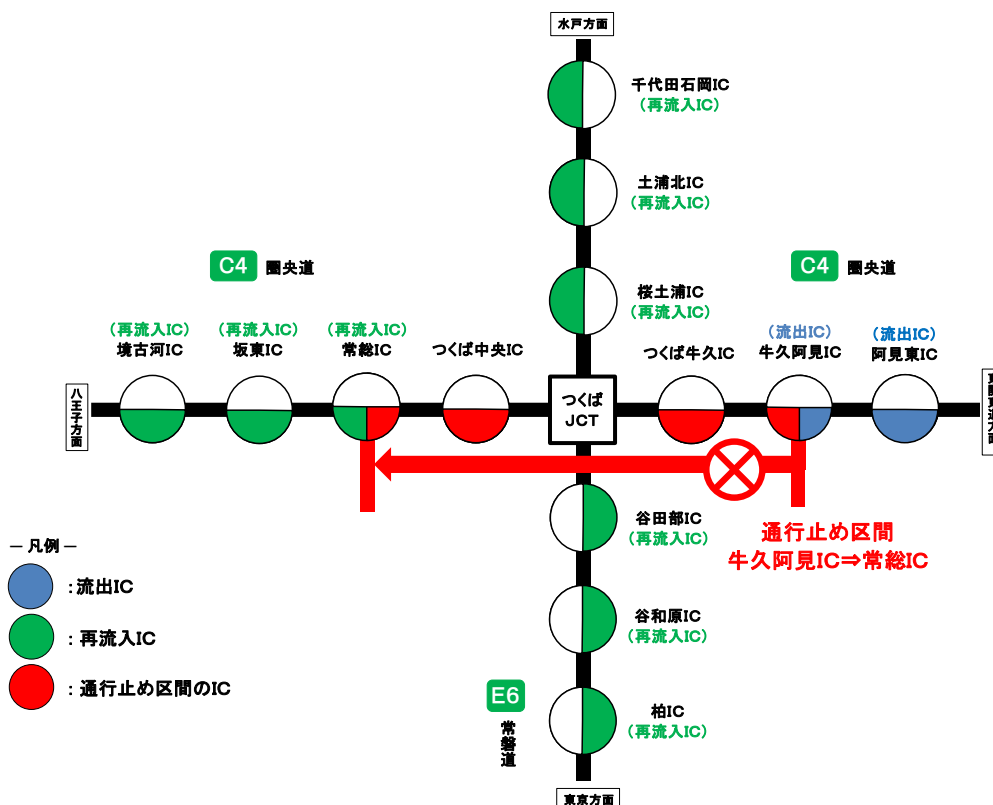 水戸方面
千代田石岡IC
(再流入IC)
土浦北IC
(再流入IC)
桜土浦IC
(再流入IC)
C4 圏央道
C4 圏央道
(再流入IC)
境古河IC
(再流入IC)
坂東IC
(再流入IC)
常総IC
つくば中央IC
つくば
JCT
つくば牛久IC
(流出IC)
牛久阿見IC
(流出IC)
阿見東IC
八王子方面
東関東道方面
通行止め区間
牛久阿見IC⇒常総IC
谷田部IC
(再流入IC)
谷和原IC
(再流入IC)
柏IC
(再流入IC)
E6
常磐道
東京方面
― 凡例 ―
:流出IC
:再流入IC
:通行止め区間のIC